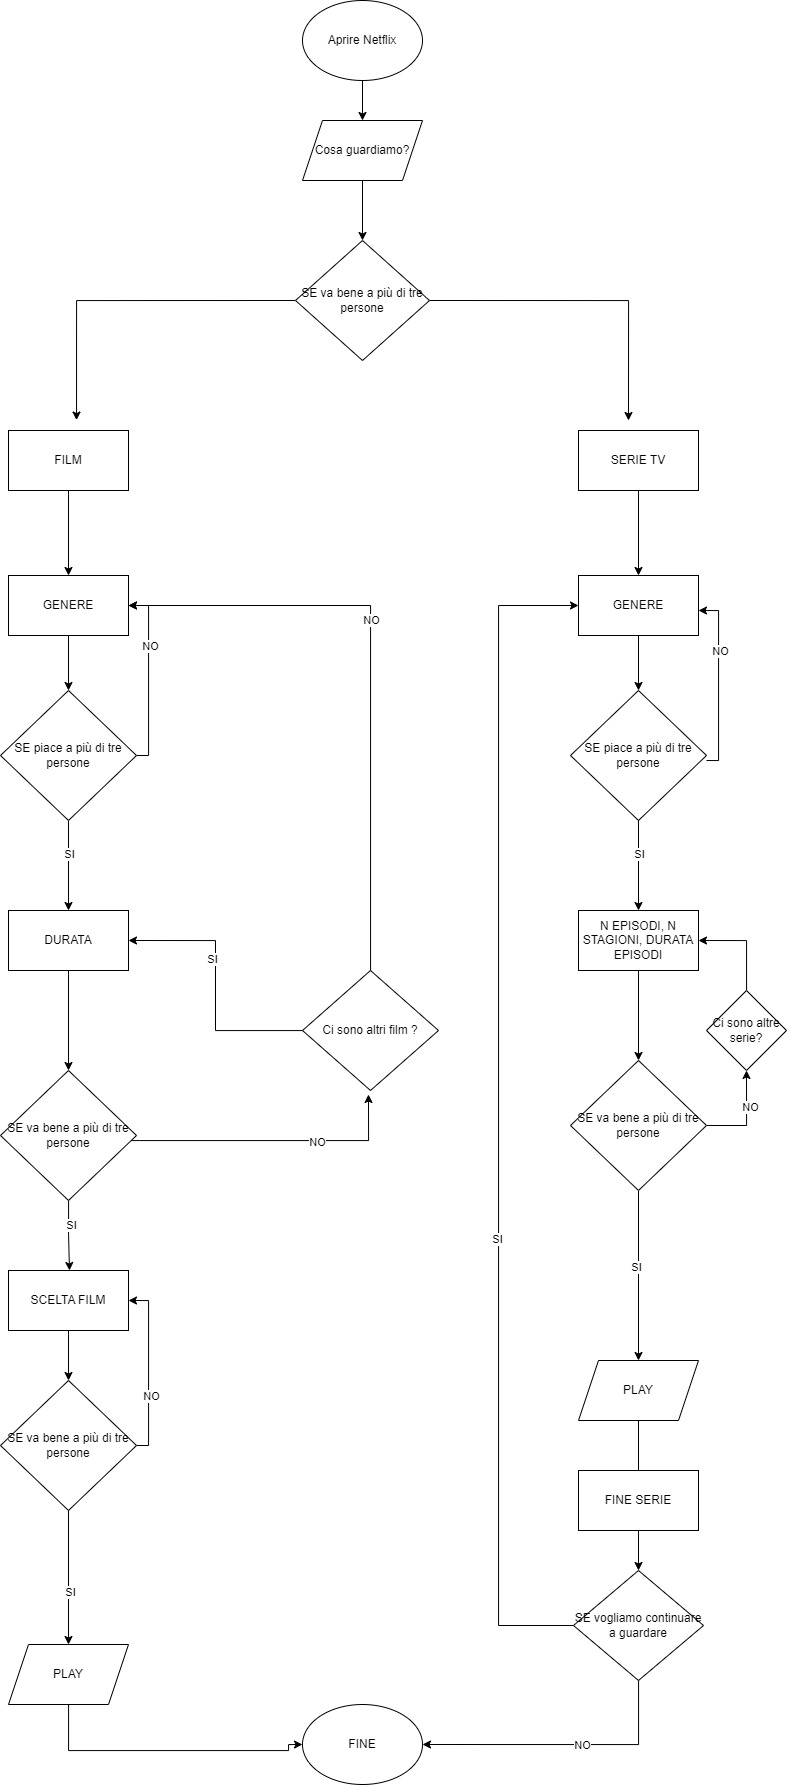 Aprire Netflix
Cosa guardiamo?
SE va bene a più di tre
persone
FILM
SERIE TV
GENERE
NO
GENERE
NO
NO
SE piace a più di tre
persone
SE piace a più di tre
persone
SI
SI
DURATA
SI
N EPISODI, N
STAGIONI, DURATA
EPISODI
Ci sono altri film ?
Ci sono altre
serie?
SE va bene a più di tre
persone
NO
SE va bene a più di tre
persone
NO
SI
SI
SI
SCELTA FILM
NO
SE va bene a più di tre
persone
PLAY
FINE SERIE
SI
SE vogliamo continuare
a guardare
PLAY
FINE
NO